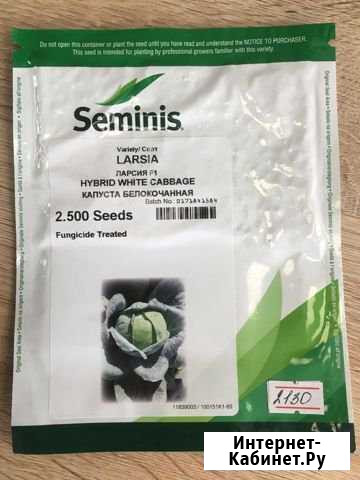 Do not open this container or plant the seed until you have read and understand the NOTICE TO PURCHASER.
This seed is intended for planting by professional growers familiar with this variety.
Seminis
Variety/ Сорт
LARSIA
ЛАРСИЯ F1
HYBRID WHITE CABBAGE
КАПУСТА БЕЛОКОЧАННАЯ
Batch No
2.500 Seeds
Fungicide Treated
2130
Интернет-
Кабинет.Ру